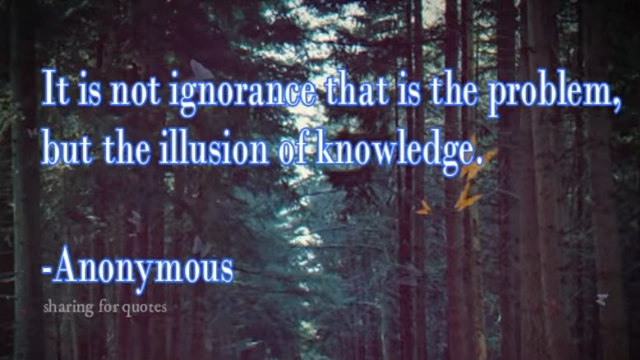 It is not ignorance that is the problem,
but the illusion of knowledge.
-Anonymous
sharing for quotes